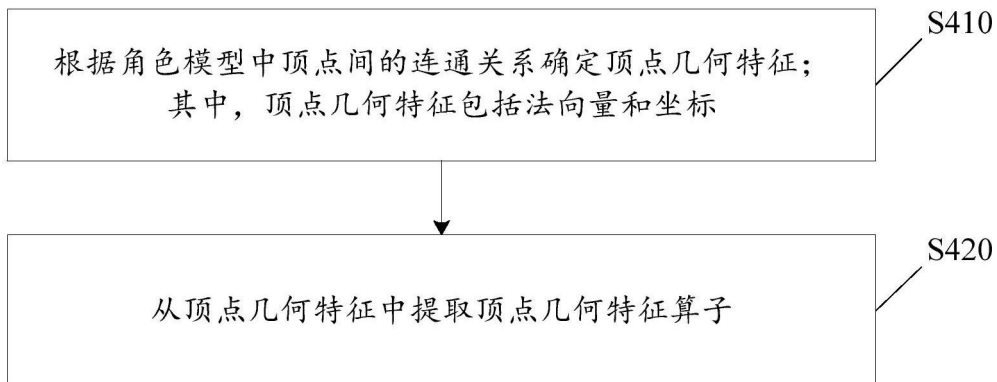 S410
根据角色模型中顶点间的连通关系确定顶点几何特征；
其中，顶点几何特征包括法向量和坐标
S420
从顶点几何特征中提取顶点几何特征算子